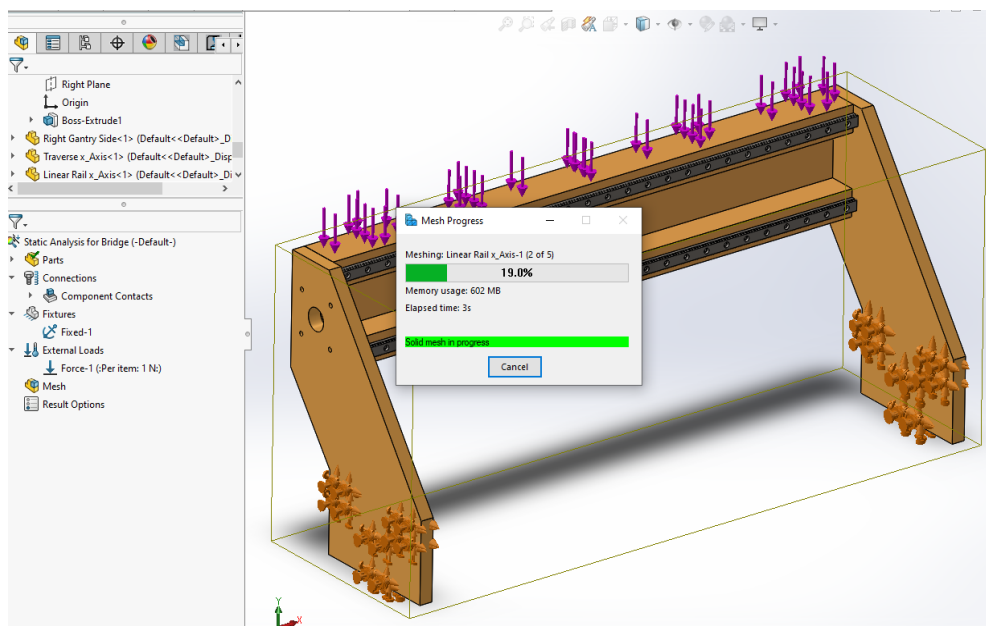 Right Plane
Origin
Boss-Extrude1
Right Gantry Side<1> (Default<<Default>_D
Traverse x_Axis<1> (Default<<Default>_Disp
Linear Rail x_Axis<1> (Default<<Default>_Di
Static Analysis for Bridge (-Default-)
Parts
Connections
Component Contacts
Fixtures
Fixed-1
External Loads
Force-1 (:Per item: 1 N:)
Mesh
Result Options
Mesh Progress
Meshing: Linear Rail x_Axis-1 (2 of 5)
19.0%
Memory usage: 602 MB
Elapsed time: 3s
Solid mesh in progress
Cancel
Y
X